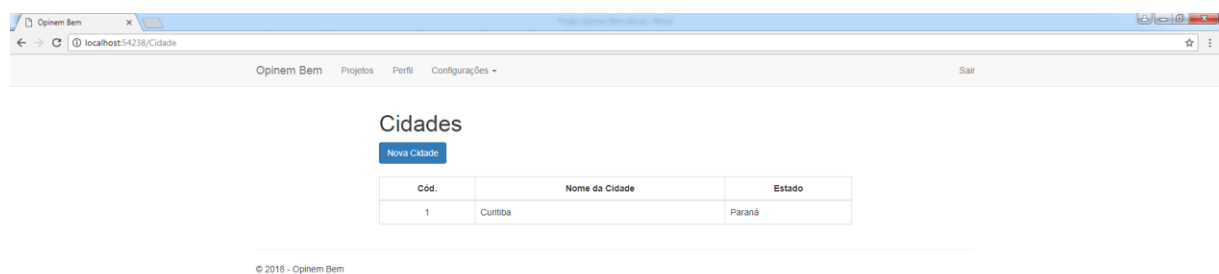 Opinem Bem
localhost:54238/Cidade
Opinem Bem Projetos Perfil Configurações Sair
Cidades
Nova Cidade
Cód. Nome da Cidade Estado
1 Curitiba Paraná
© 2018 - Opinem Bem